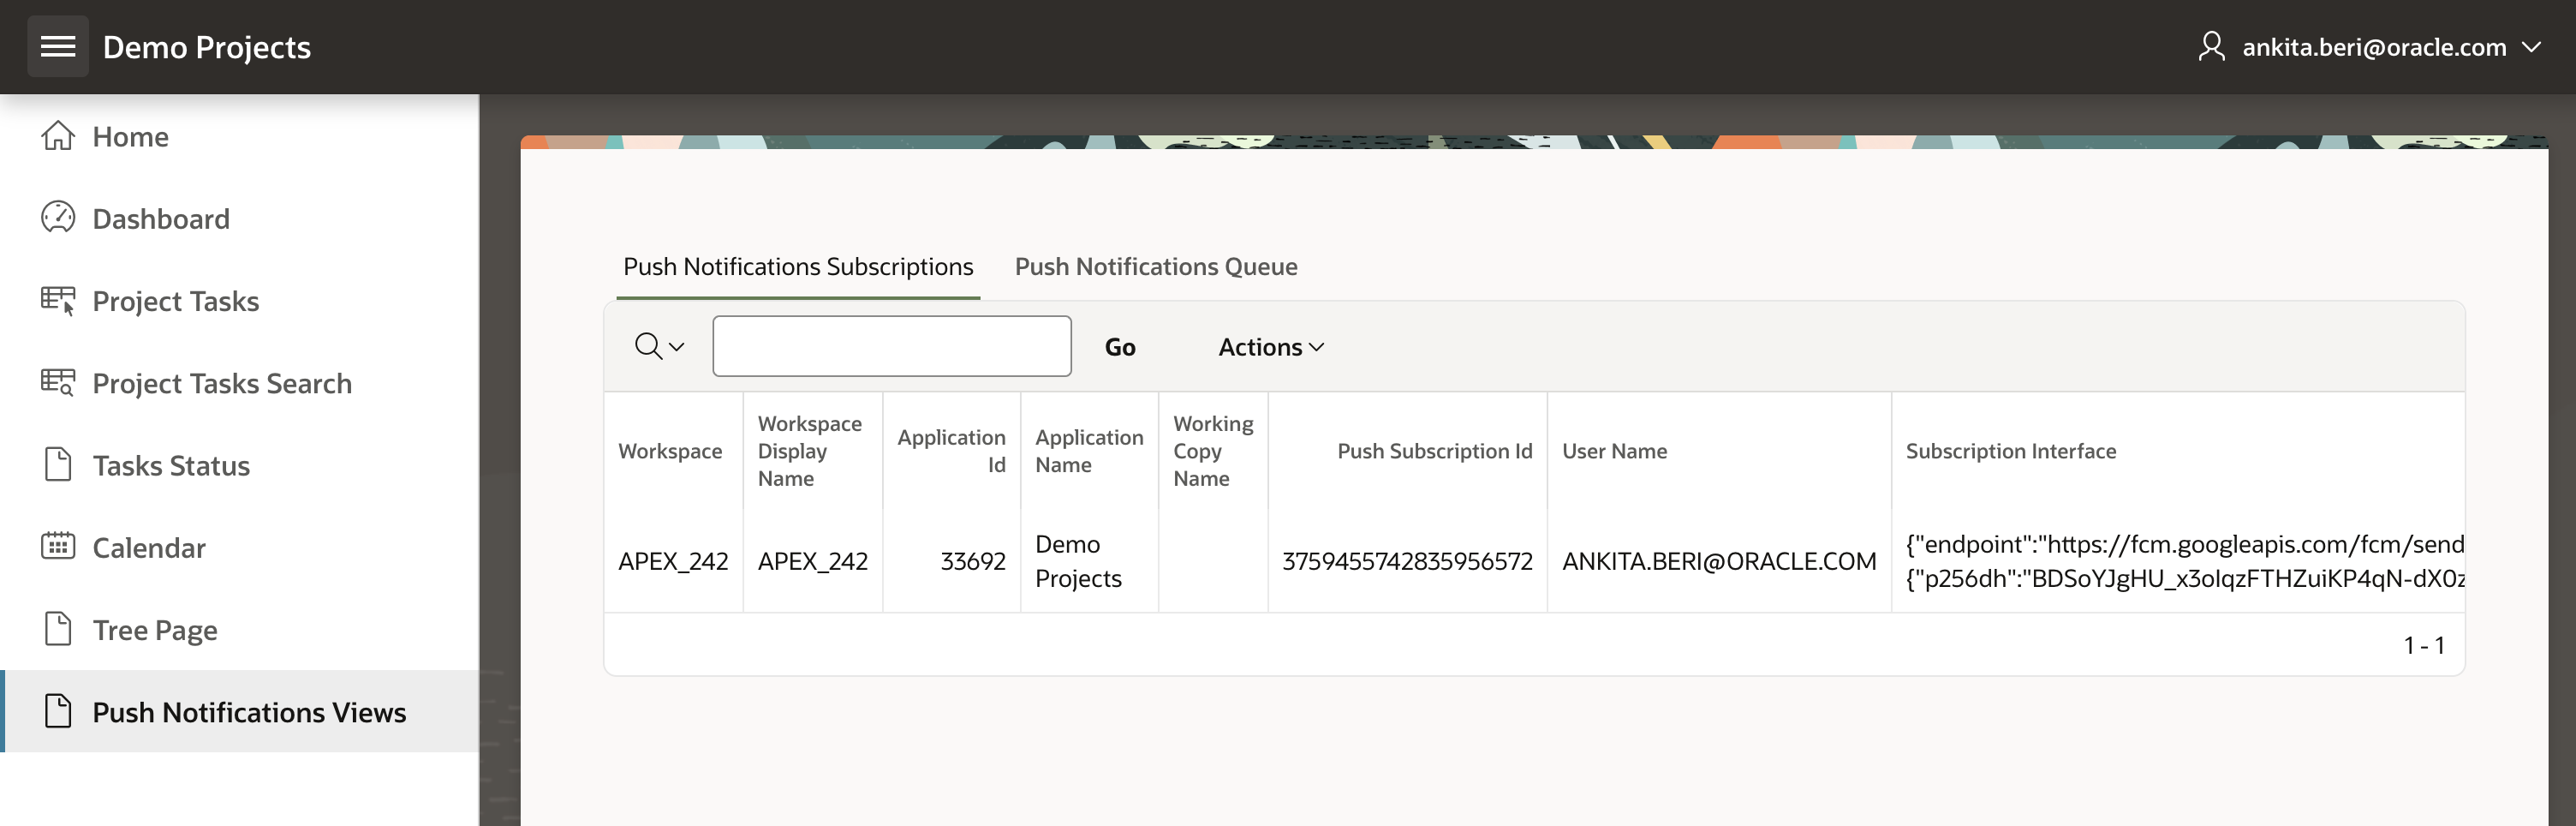 Demo Projects
ankita.beri@oracle.com
Home
Dashboard
Project Tasks
Project Tasks Search
Tasks Status
Calendar
Tree Page
Push Notifications Views
Push Notifications Subscriptions
Push Notifications Queue
Go
Actions
Workspace
Workspace
Display
Name
Application
Id
Application
Name
Working
Copy
Name
Push Subscription Id
User Name
Subscription Interface
APEX_242
APEX_242
33692
Demo
Projects
3759455742835956572
ANKITA.BERI@ORACLE.COM
{"endpoint":"https://fcm.googleapis.com/fcm/send
{"p256dh":"BDSoYJgHU_x3oIqzFTHZuiKP4qN-dX0z
1 - 1